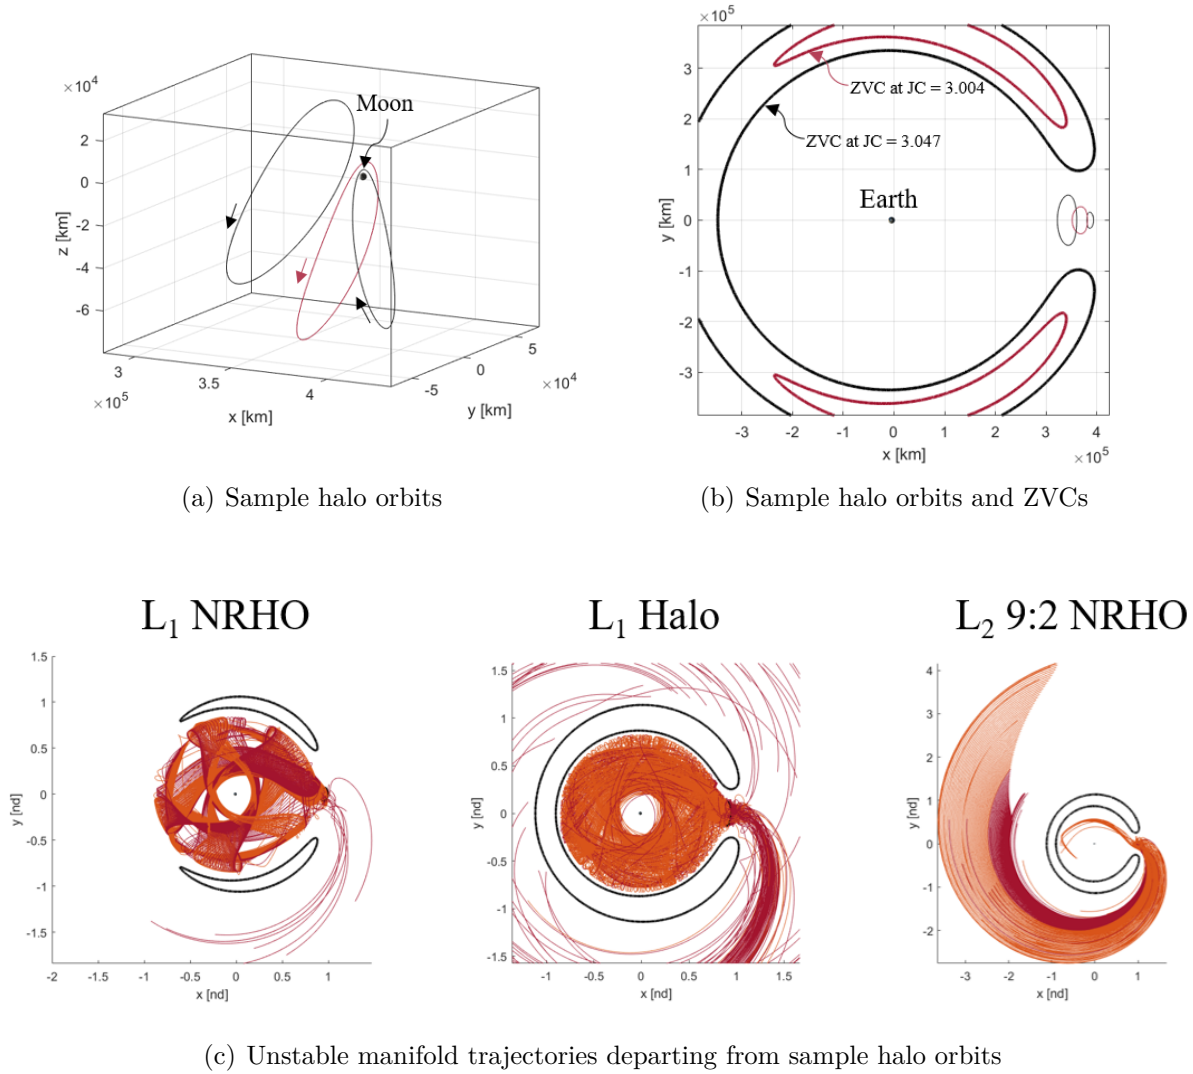 ×10⁴
Moon
2
0
-2
-4
-6
z [km]
3
3.5
4
×10⁵
x [km]
-5
0
5
×10⁴
y [km]
×10⁵
3
2
1
0
-1
-2
-3
y [km]
ZVC at JC = 3.004
ZVC at JC = 3.047
Earth
-3 -2 -1 0 1 2 3 4
x [km]
×10⁵
(a) Sample halo orbits
(b) Sample halo orbits and ZVCs
L₁ NRHO
1.5
1
0.5
0
-0.5
-1
-1.5
y [nd]
-2 -1.5 -1 -0.5 0 0.5 1
x [nd]
L₁ Halo
1.5
1
0.5
0
-0.5
-1
-1.5
y [nd]
-1 -0.5 0 0.5 1 1.5
x [nd]
L₂ 9:2 NRHO
4
3
2
1
0
-1
-2
y [nd]
-3 -2 -1 0 1
x [nd]
(c) Unstable manifold trajectories departing from sample halo orbits